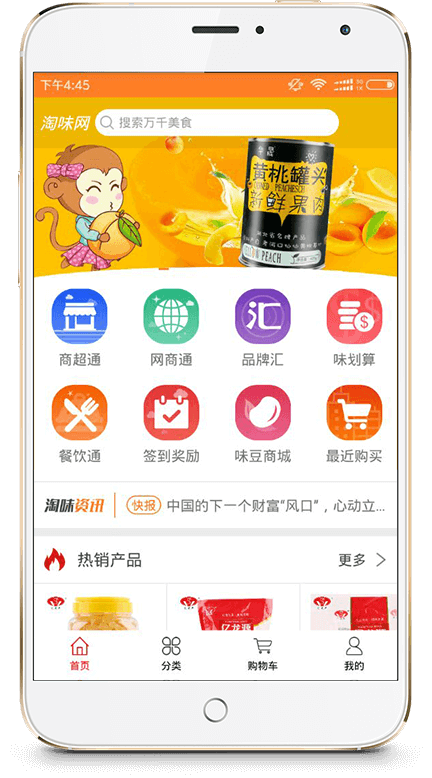 下午4:45
淘味网
搜索万千美食
黄桃罐头
新鲜果肉
YELLOW PEACH
商超通
网商通
汇
品牌汇
味划算
餐饮通
签到奖励
味豆商城
最近购买
淘味资讯
快报
中国的下一个财富“风口”，心动立...
热销产品
更多
首页
分类
购物车
我的